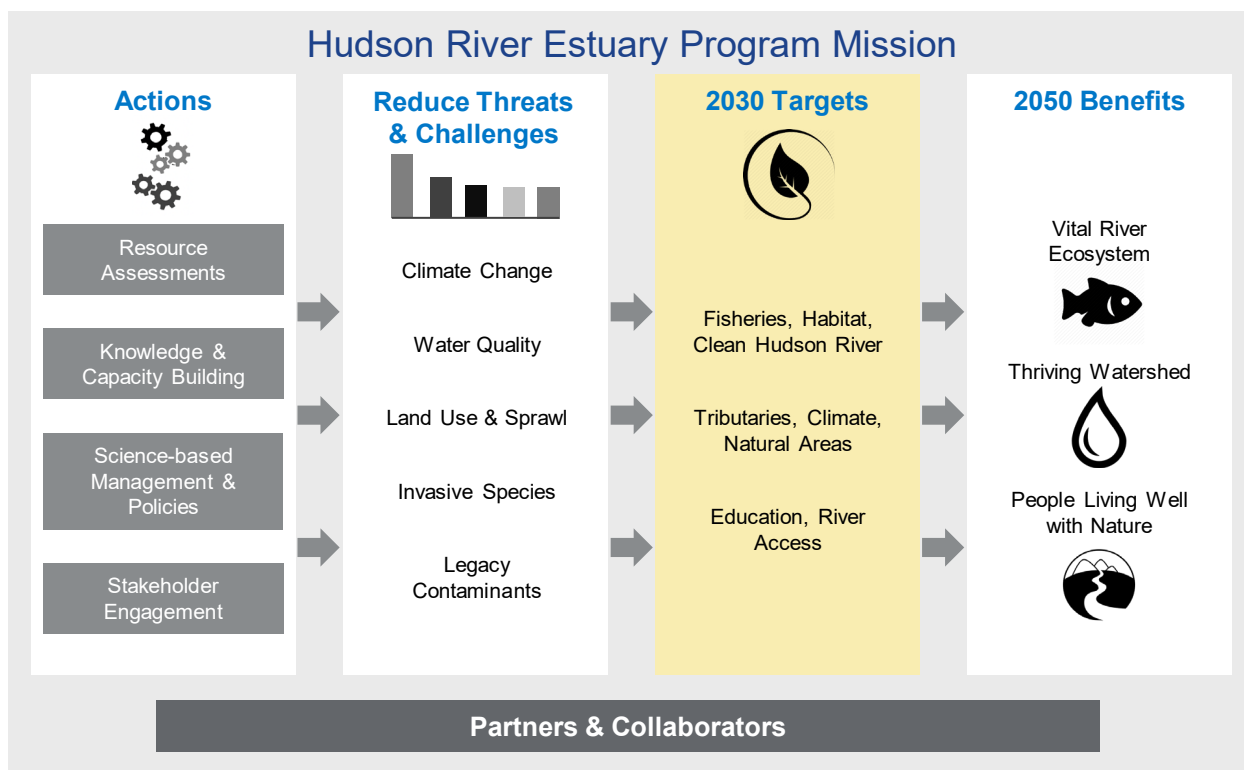 Hudson River Estuary Program Mission
Actions
Resource
Assessments
Knowledge &
Capacity Building
Science-based
Management &
Policies
Stakeholder
Engagement
Reduce Threats
& Challenges
Climate Change
Water Quality
Land Use & Sprawl
Invasive Species
Legacy
Contaminants
2030 Targets
Fisheries, Habitat,
Clean Hudson River
Tributaries, Climate,
Natural Areas
Education, River
Access
2050 Benefits
Vital River
Ecosystem
Thriving Watershed
People Living Well
with Nature
Partners & Collaborators